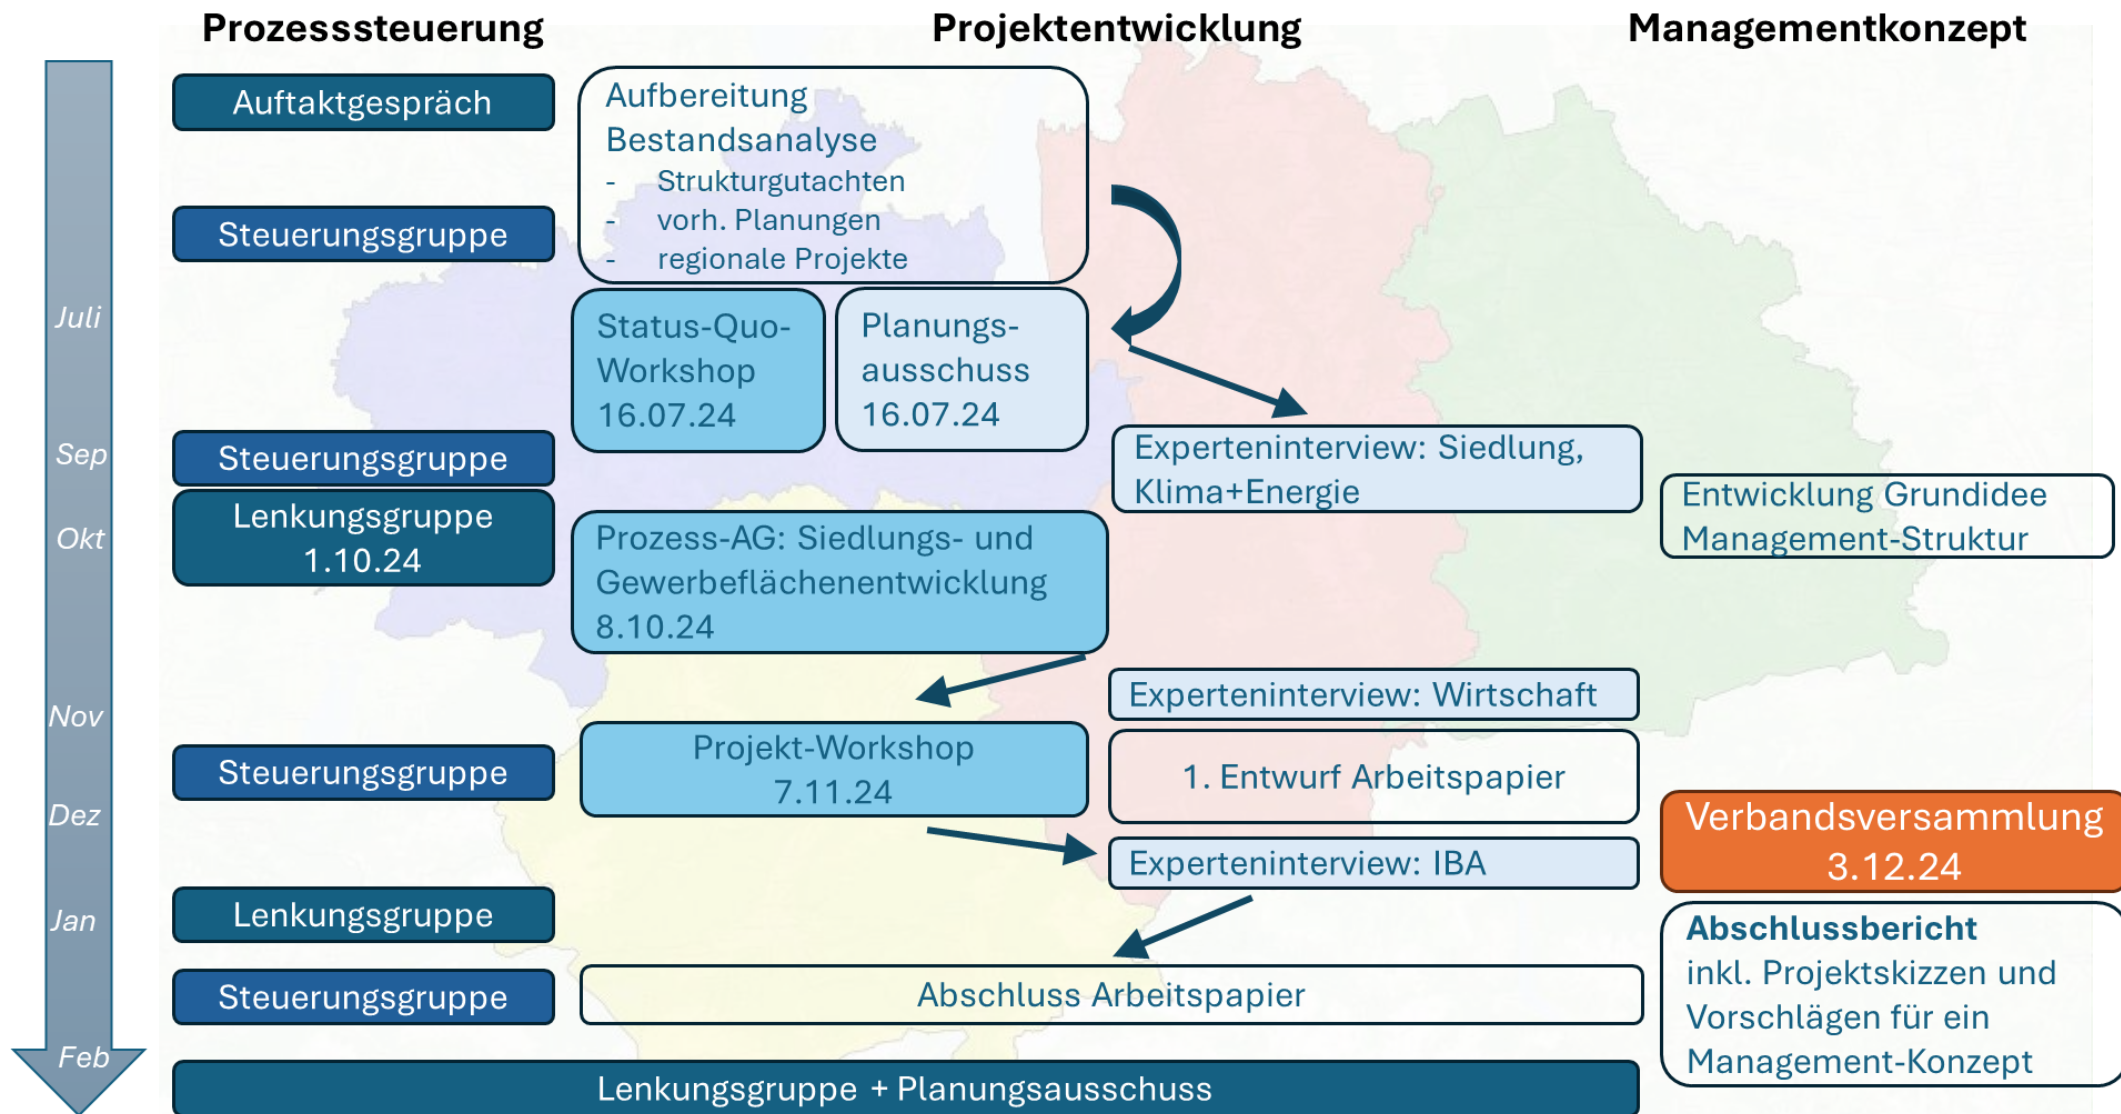 Prozesssteuerung
Projektentwicklung
Managementkonzept
Auftaktgespräch
Aufbereitung
Bestandsanalyse
- Strukturgutachten
- vorh. Planungen
- regionale Projekte
Steuerungsgruppe
Juli
Status-Quo-
Workshop
16.07.24
Planungs-
ausschuss
16.07.24
Sep
Steuerungsgruppe
Experteninterview: Siedlung,
Klima+Energie
Okt
Lenkungsgruppe
1.10.24
Prozess-AG: Siedlungs- und
Gewerbeflächenentwicklung
8.10.24
Entwicklung Grundidee
Management-Struktur
Nov
Experteninterview: Wirtschaft
Steuerungsgruppe
Projekt-Workshop
7.11.24
1. Entwurf Arbeitspapier
Dez
Experteninterview: IBA
Verbandsversammlung
3.12.24
Jan
Lenkungsgruppe
Abschlussbericht
inkl. Projektskizzen und
Vorschlägen für ein
Management-Konzept
Steuerungsgruppe
Abschluss Arbeitspapier
Feb
Lenkungsgruppe + Planungsausschuss